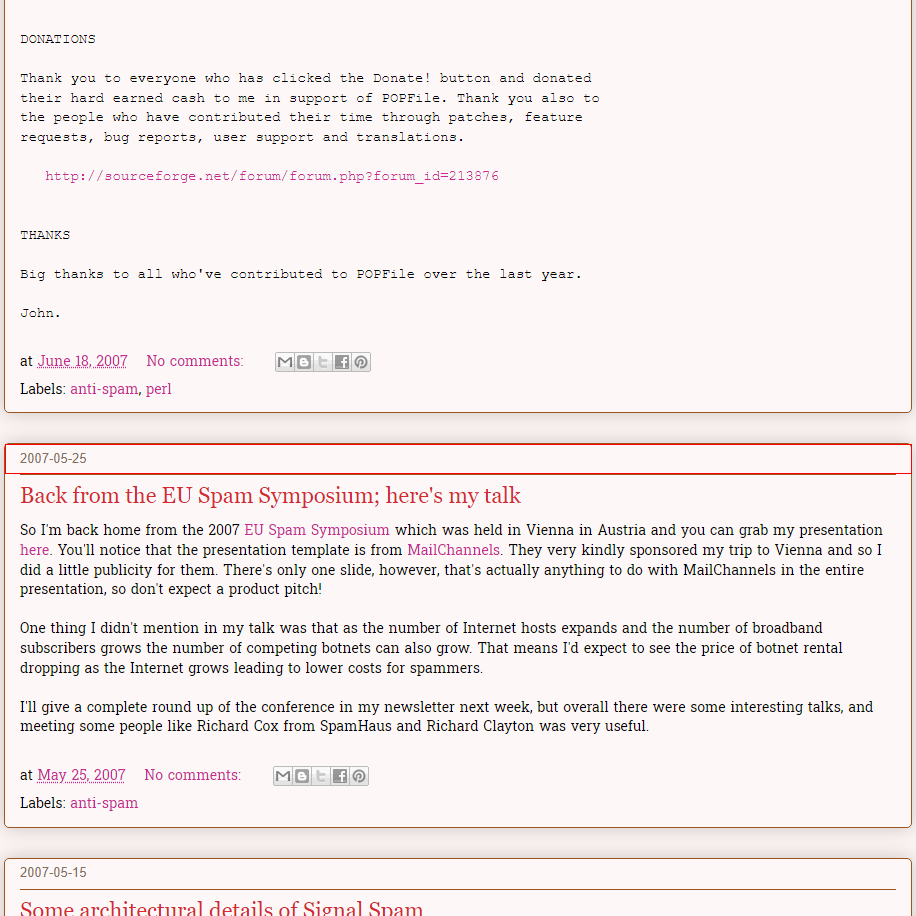 DONATIONS
Thank you to everyone who has clicked the Donate! button and donated
their hard earned cash to me in support of POPFile. Thank you also to
the people who have contributed their time through patches, feature
requests, bug reports, user support and translations.
http://sourceforge.net/forum/forum.php?forum_id=213876
THANKS
Big thanks to all who've contributed to POPFile over the last year.
John.
at June 18, 2007 No comments:
Labels: anti-spam, perl
2007-05-25
Back from the EU Spam Symposium; here's my talk
So I'm back home from the 2007 EU Spam Symposium which was held in Vienna in Austria and you can grab my presentation
here. You'll notice that the presentation template is from MailChannels. They very kindly sponsored my trip to Vienna and so I
did a little publicity for them. There's only one slide, however, that's actually anything to do with MailChannels in the entire
presentation, so don't expect a product pitch!
One thing I didn't mention in my talk was that as the number of Internet hosts expands and the number of broadband
subscribers grows the number of competing botnets can also grow. That means I'd expect to see the price of botnet rental
dropping as the Internet grows leading to lower costs for spammers.
I'll give a complete round up of the conference in my newsletter next week, but overall there were some interesting talks, and
meeting some people like Richard Cox from SpamHaus and Richard Clayton was very useful.
at May 25, 2007 No comments:
Labels: anti-spam
2007-05-15
Some architectural details of Signal Spam